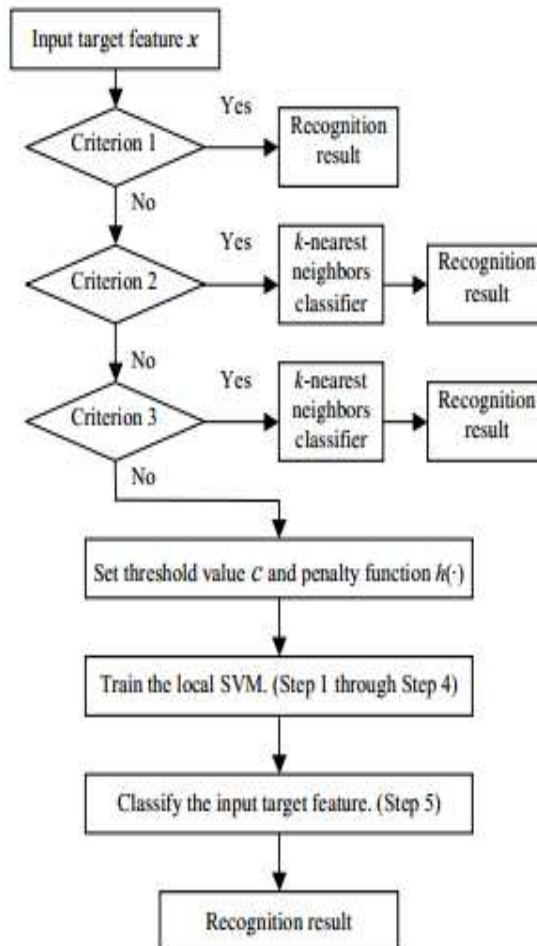 Input target feature x
Yes
Criterion 1
Recognition
result
No
Yes
k-nearest
neighbors
classifier
Criterion 2
Recognition
result
No
Yes
k-nearest
neighbors
classifier
Criterion 3
Recognition
result
No
Set threshold value c and penalty function h(·)
Train the local SVM. (Step 1 through Step 4)
Classify the input target feature. (Step 5)
Recognition result